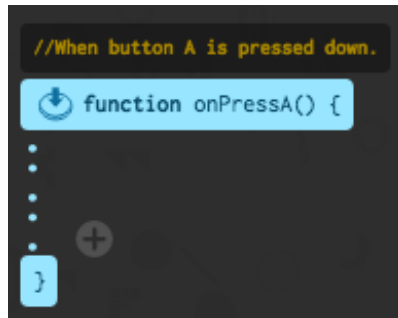 //When button A is pressed down.
function onPressA() {
}